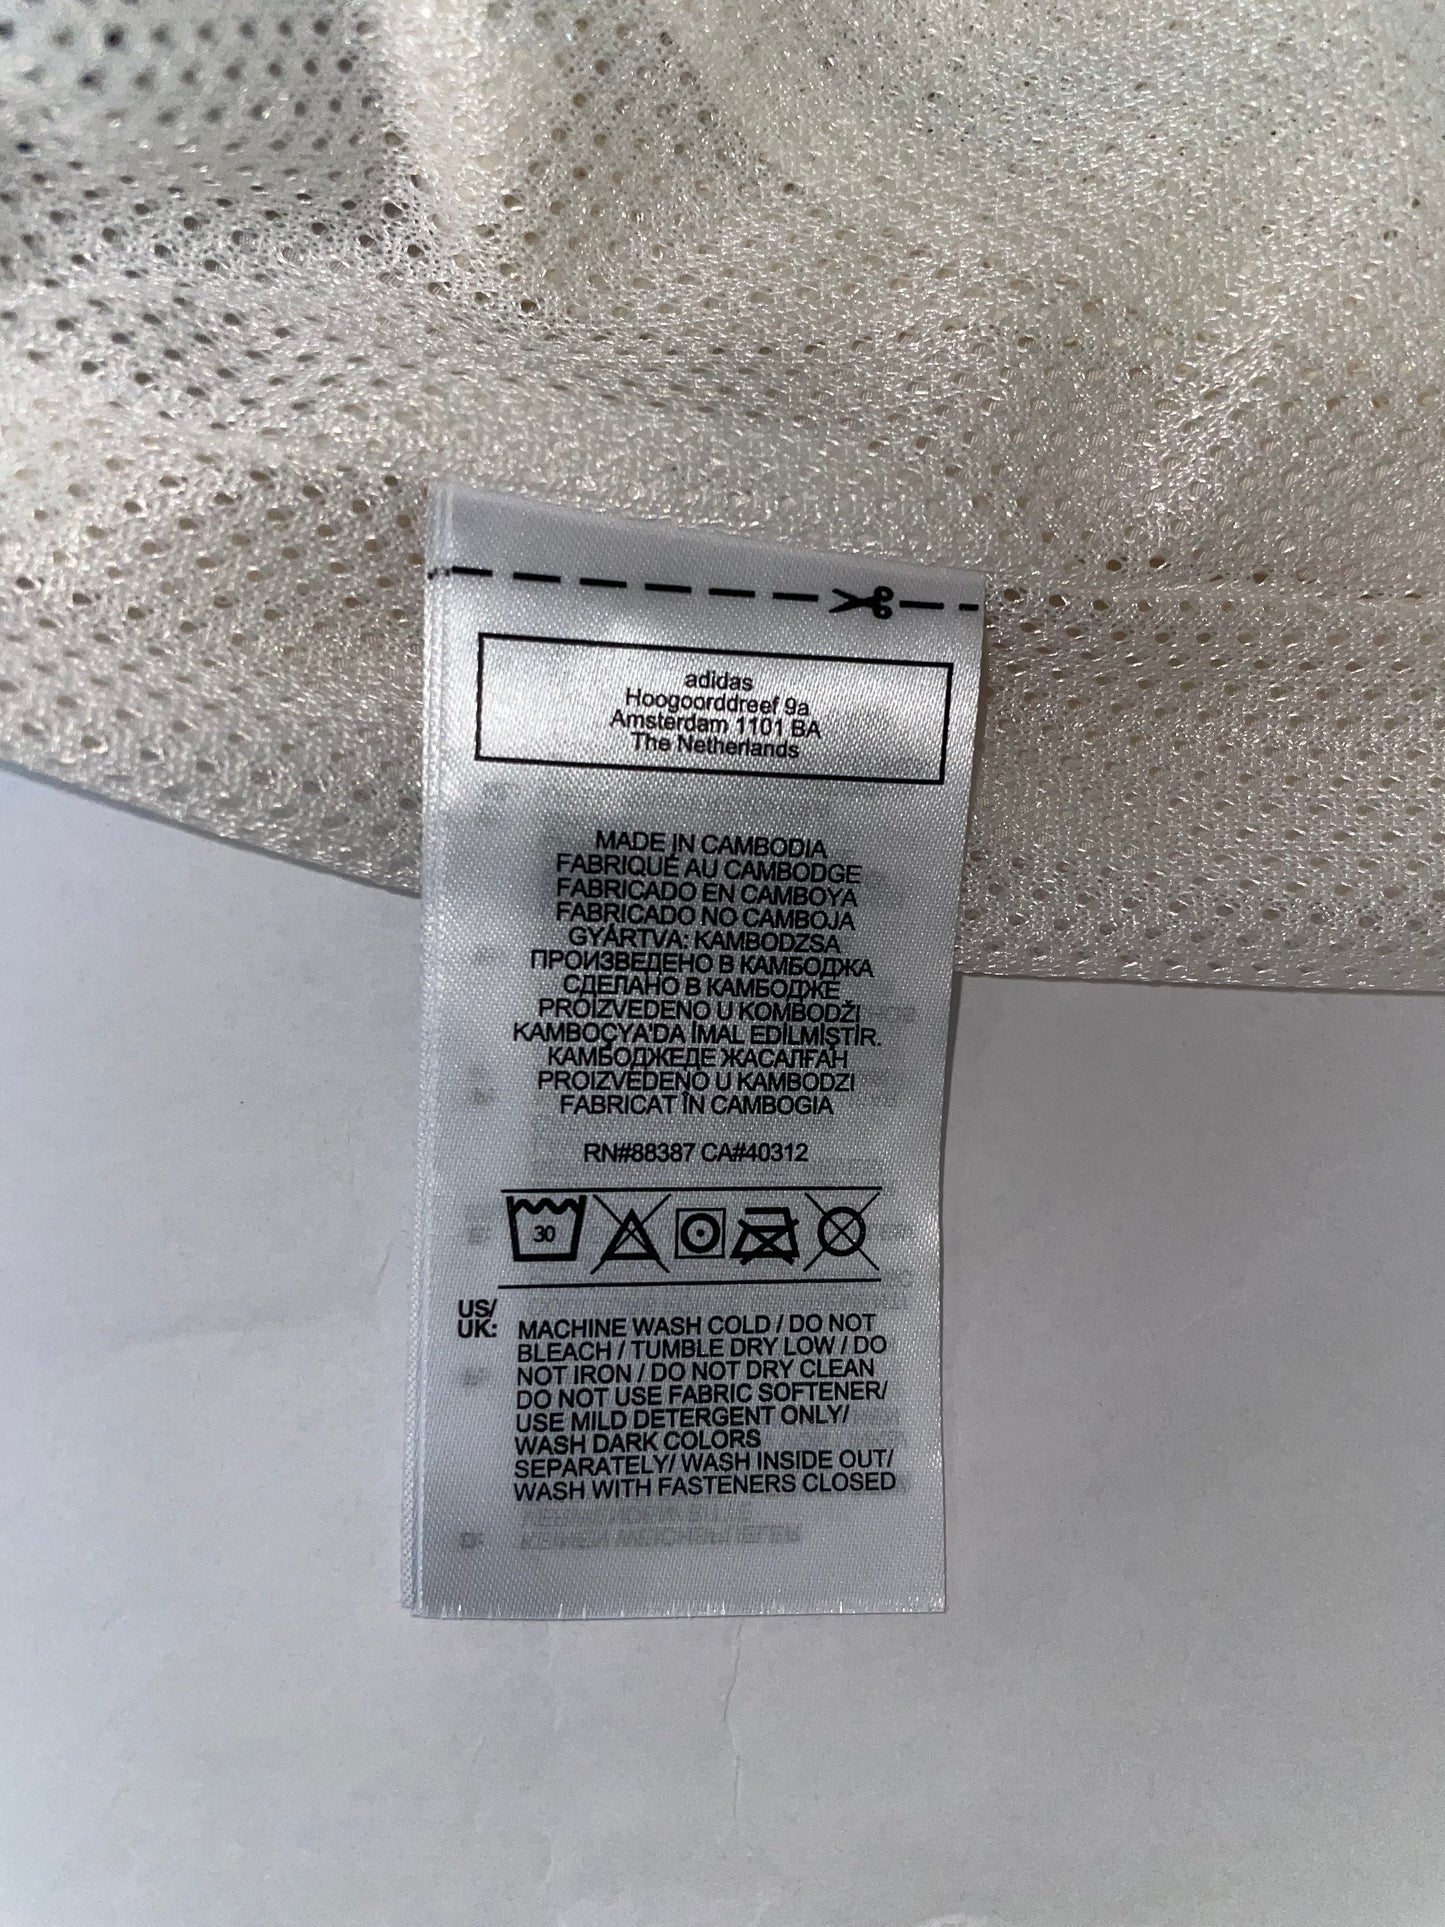 adidas
Hoogoorddreef 9a
Amsterdam 1101 BA
The Netherlands
MADE IN CAMBODIA
FABRIQUÉ AU CAMBODGE
FABRICADO EN CAMBOYA
FABRICADO NO CAMBOJA
GYÁRTVA: KAMBODZSA
ПРОИЗВЕДЕНО В КАМБОДЖА
СДЕЛАНО В КАМБОДЖЕ
PROIZVEDENO U KOMBODŽI
KAMBOÇYA'DA İMAL EDİLMİŞTİR.
КАМБОДЖЕДЕ ЖАСАЛҒАН
PROIZVEDENO U KAMBODZI
FABRICAT ÎN CAMBOGIA
RN#88387 CA#40312
30
US/
UK:
MACHINE WASH COLD / DO NOT
BLEACH / TUMBLE DRY LOW / DO
NOT IRON / DO NOT DRY CLEAN
DO NOT USE FABRIC SOFTENER/
USE MILD DETERGENT ONLY/
WASH DARK COLORS
SEPARATELY/ WASH INSIDE OUT/
WASH WITH FASTENERS CLOSED